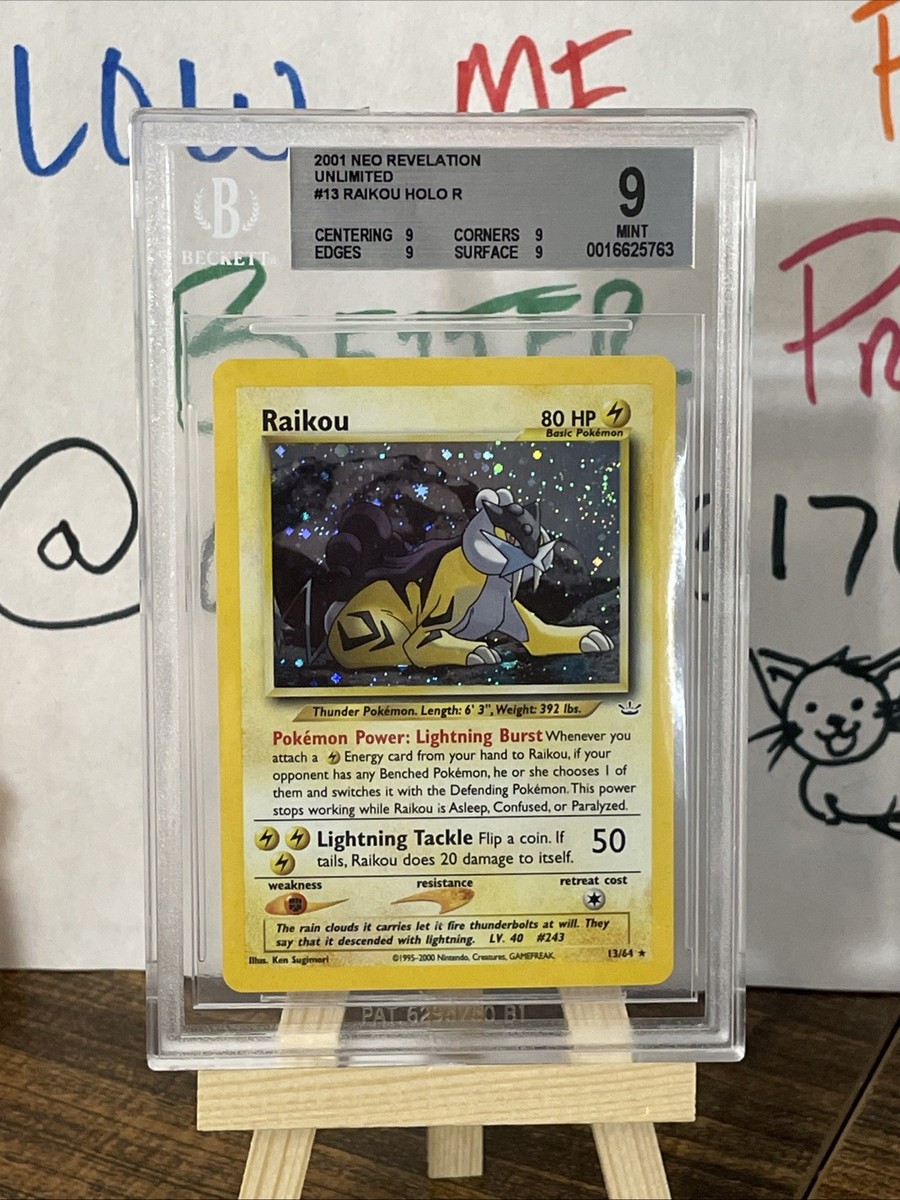 LOW ME F
2001 NEO REVELATION
UNLIMITED
#13 RAIKOU HOLO R
CENTERING 9 CORNERS 9
EDGES 9 SURFACE 9
9
MINT
0016625763
B
BECKETT
BETTER PR
@ 17
Raikou 80 HP
Basic Pokémon
Thunder Pokémon. Length: 6' 3", Weight: 392 lbs.
Pokémon Power: Lightning Burst Whenever you
attach a Energy card from your hand to Raikou, if your
opponent has any Benched Pokémon, he or she chooses 1 of
them and switches it with the Defending Pokémon. This power
stops working while Raikou is Asleep, Confused, or Paralyzed.
Lightning Tackle Flip a coin. If 50
tails, Raikou does 20 damage to itself.
weakness resistance retreat cost
The rain clouds it carries let it fire thunderbolts at will. They
say that it descended with lightning. LV. 40 #243
Illus. Ken Sugimori ©1995-2000 Nintendo, Creatures, GAMEFREAK. 13/64 ★
PAT. B1